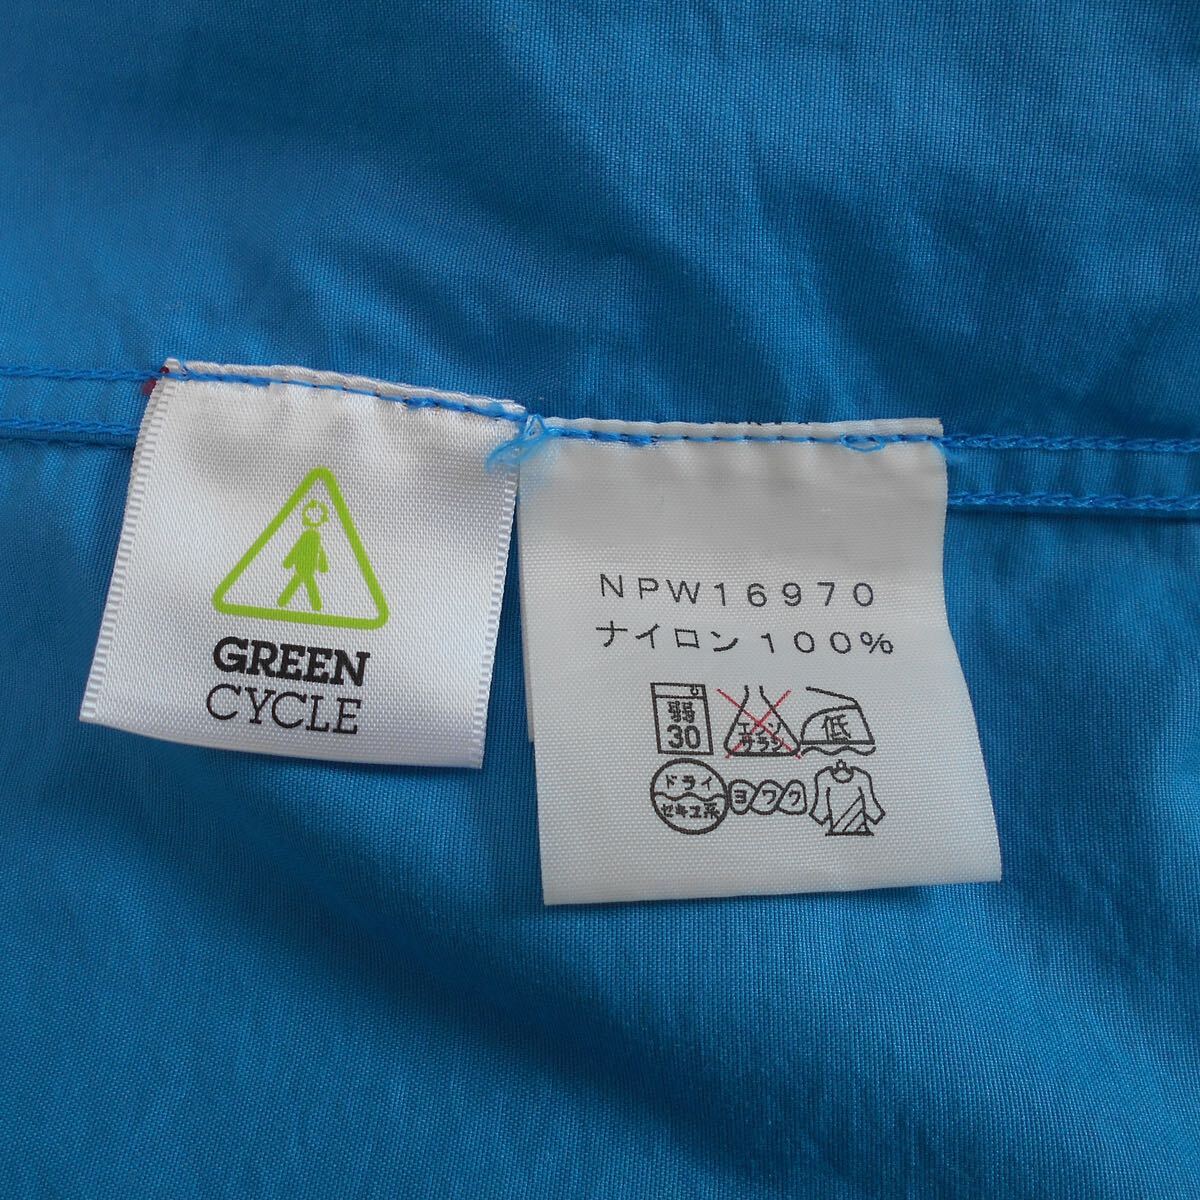 GREEN
CYCLE
NPW16970
ナイロン100%
弱
30
エンソ
サラシ
低
ドライ
セキユ系
ヨワク